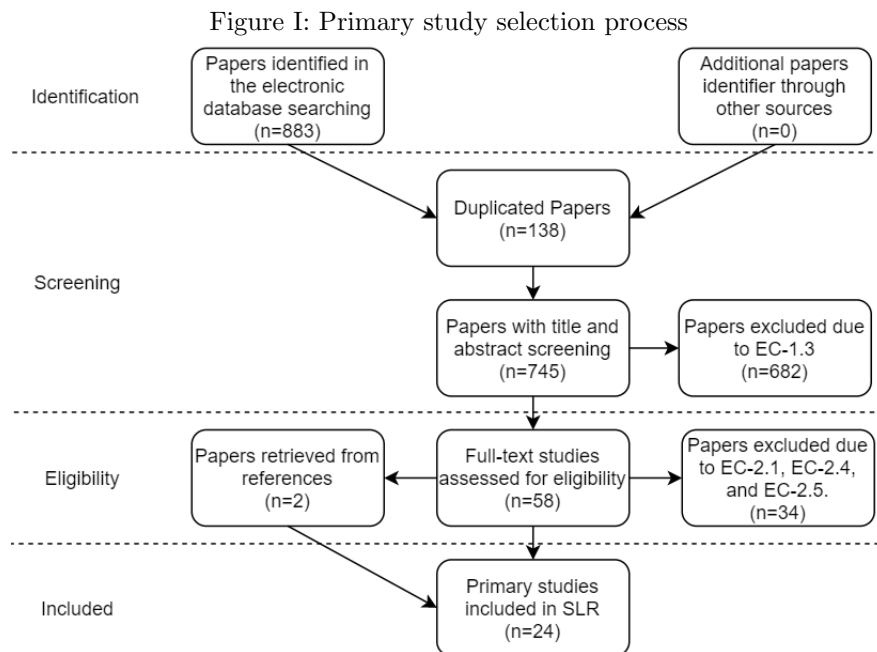 Figure I: Primary study selection process
Identification
Papers identified in
the electronic
database searching
(n=883)
Additional papers
identifier through
other sources
(n=0)
Screening
Duplicated Papers
(n=138)
Papers with title and
abstract screening
(n=745)
Papers excluded due
to EC-1.3
(n=682)
Eligibility
Papers retrieved from
references
(n=2)
Full-text studies
assessed for eligibility
(n=58)
Papers excluded due
to EC-2.1, EC-2.4,
and EC-2.5.
(n=34)
Included
Primary studies
included in SLR
(n=24)